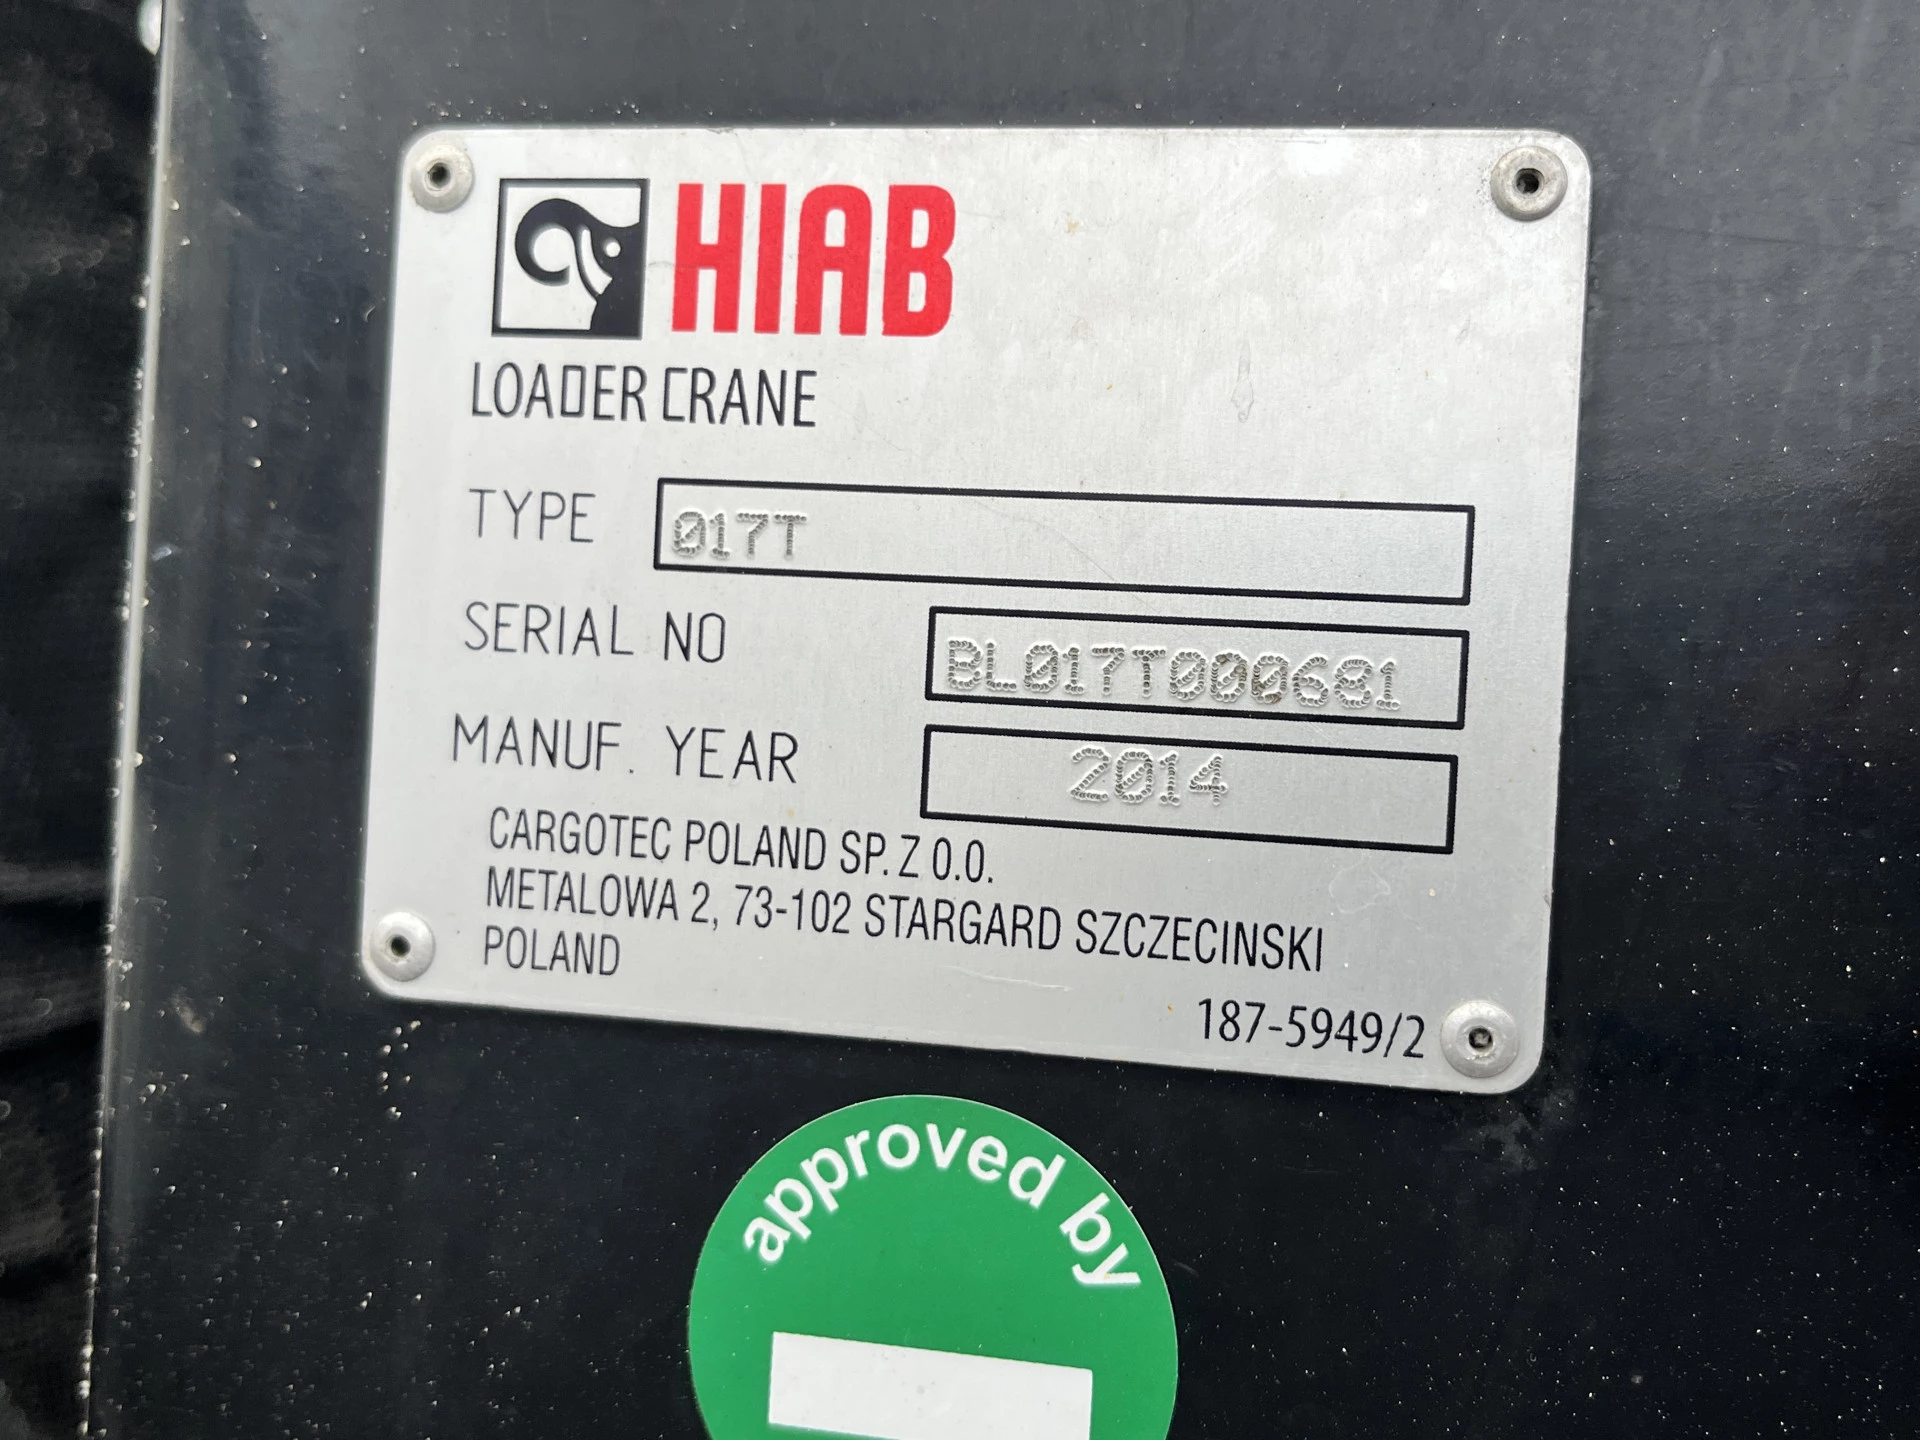 HIAB
LOADER CRANE
TYPE 017T
SERIAL NO BL017T000681
MANUF. YEAR 2014
CARGOTEC POLAND SP. Z O.O.
METALOWA 2, 73-102 STARGARD SZCZECINSKI
POLAND
187-5949/2
approved by